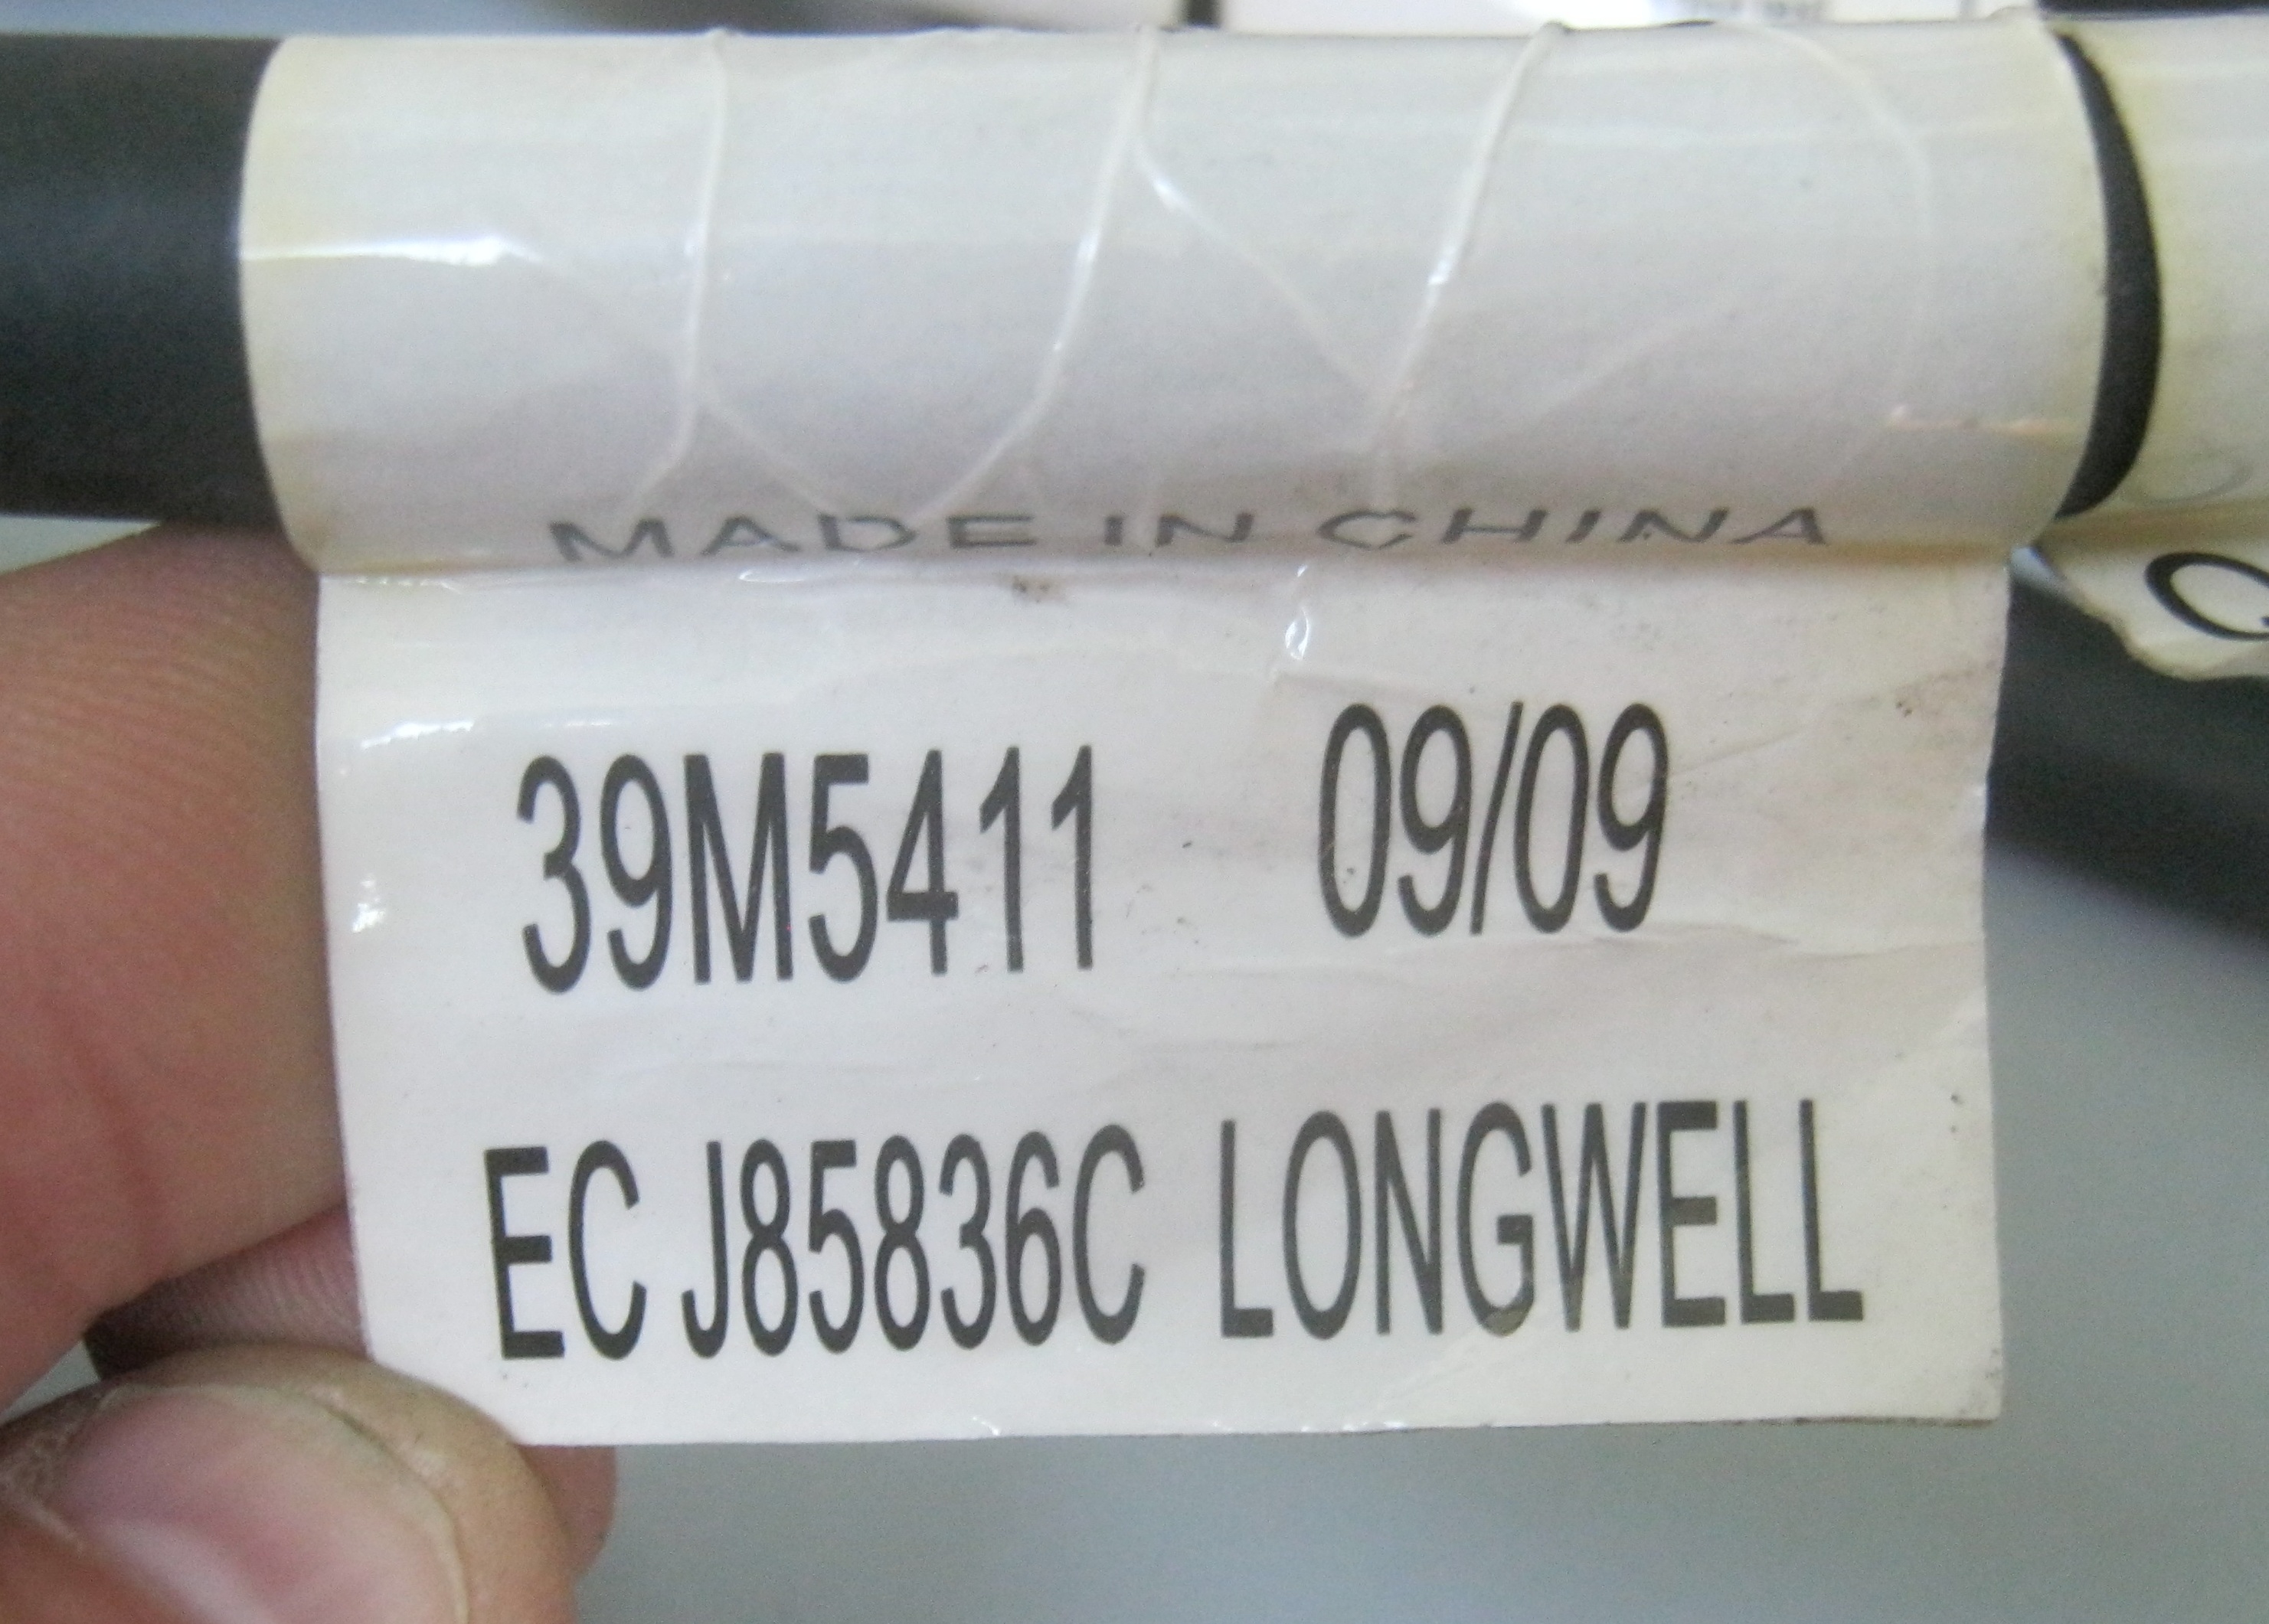 MADE IN CHINA
39M5411 09/09
EC J85836C LONGWELL
Q